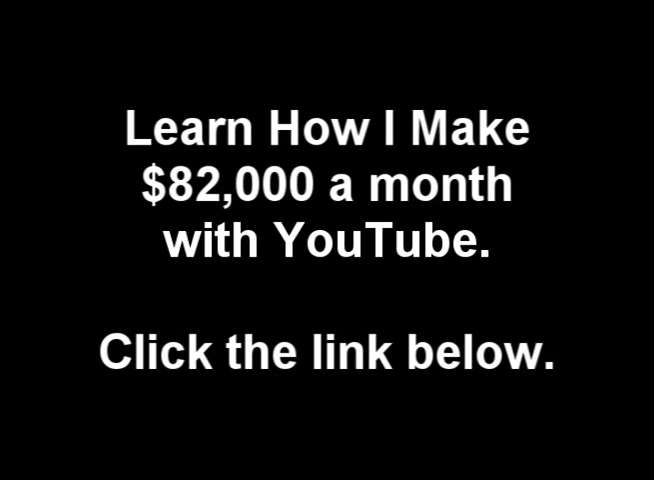 Learn How I Make
$82,000 a month
with YouTube.
Click the link below.